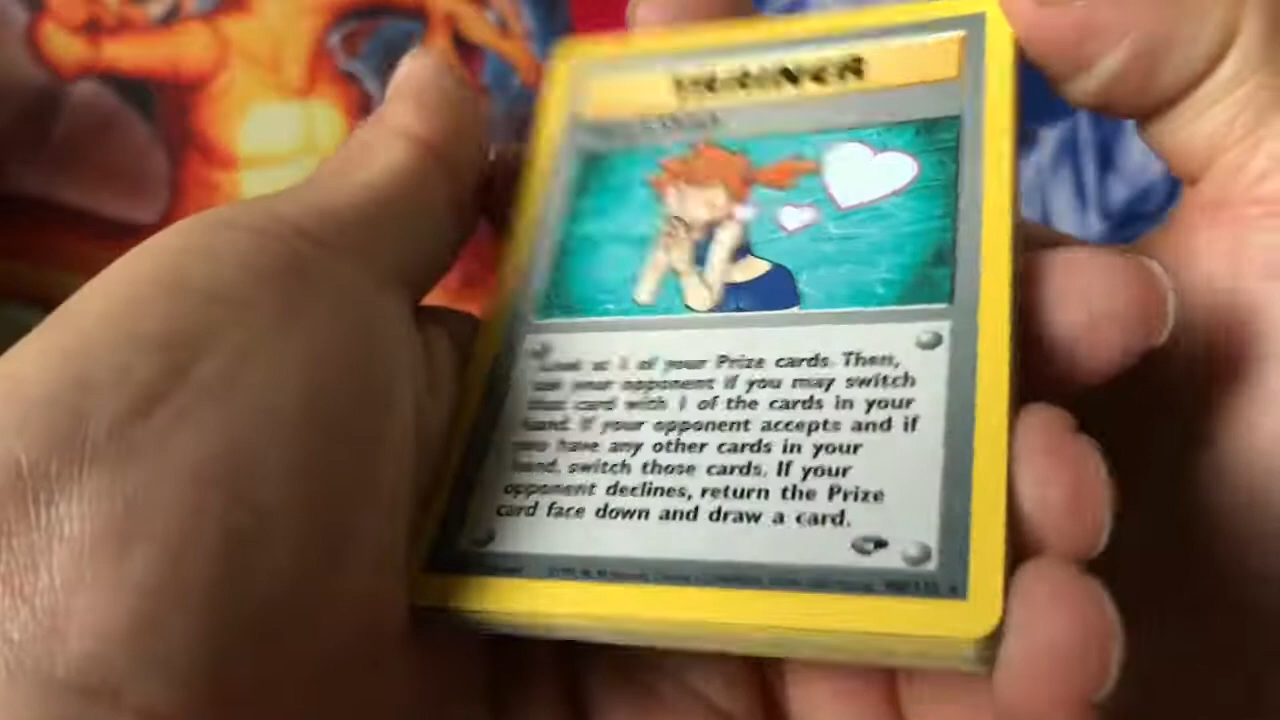 TRAINER
Look at 1 of your Prize cards. Then,
ask your opponent if you may switch
that card with 1 of the cards in your
hand. If your opponent accepts and if
you have any other cards in your
hand, switch those cards. If your
opponent declines, return the Prize
card face down and draw a card.